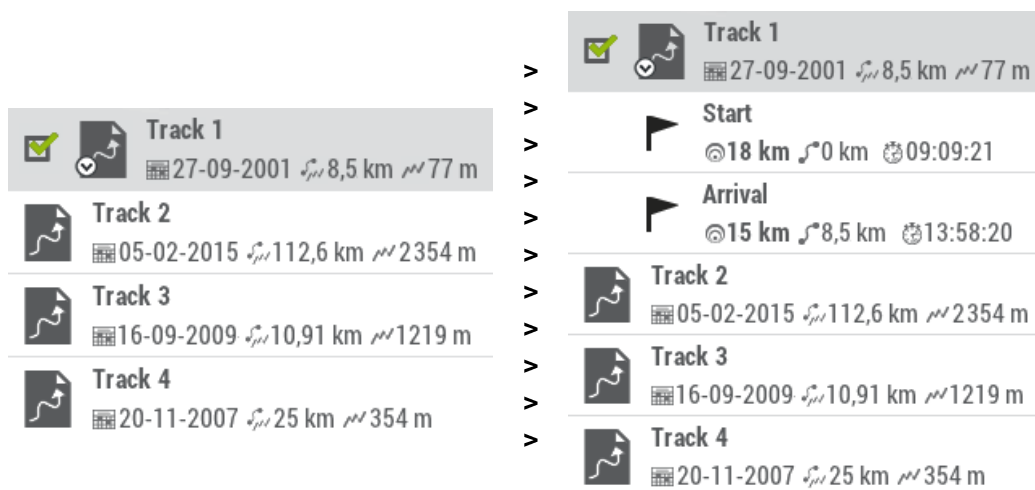 Track 1
27-09-2001 8,5 km 77 m
Track 2
05-02-2015 112,6 km 2354 m
Track 3
16-09-2009 10,91 km 1219 m
Track 4
20-11-2007 25 km 354 m
>
>
>
>
>
>
>
>
>
>
>
Track 1
27-09-2001 8,5 km 77 m
Start
18 km 0 km 09:09:21
Arrival
15 km 8,5 km 13:58:20
Track 2
05-02-2015 112,6 km 2354 m
Track 3
16-09-2009 10,91 km 1219 m
Track 4
20-11-2007 25 km 354 m